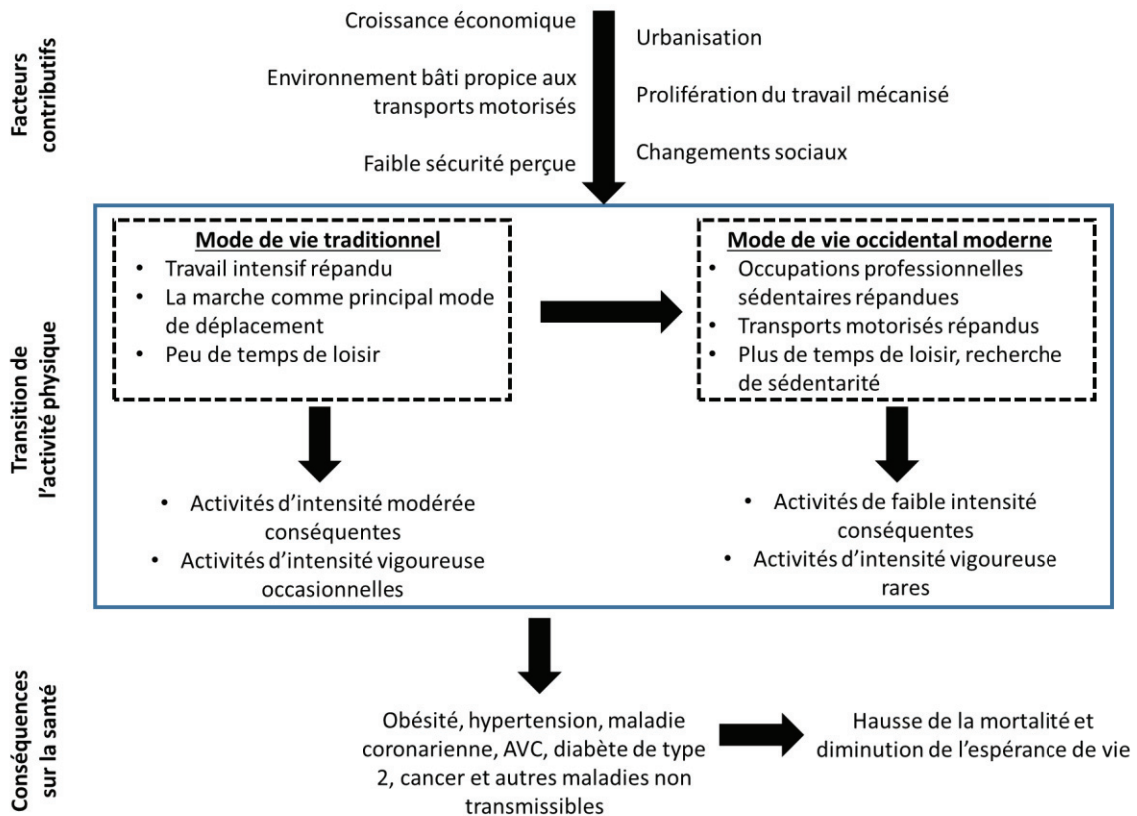 Facteurs
contributifs
Croissance économique
Environnement bâti propice aux
transports motorisés
Faible sécurité perçue
Urbanisation
Prolifération du travail mécanisé
Changements sociaux
Transition de
l'activité physique
Mode de vie traditionnel
• Travail intensif répandu
• La marche comme principal mode
de déplacement
• Peu de temps de loisir
Mode de vie occidental moderne
• Occupations professionnelles
sédentaires répandues
• Transports motorisés répandus
• Plus de temps de loisir, recherche
de sédentarité
• Activités d'intensité modérée
conséquentes
• Activités d'intensité vigoureuse
occasionnelles
• Activités de faible intensité
conséquentes
• Activités d'intensité vigoureuse
rares
Conséquences
sur la santé
Obésité, hypertension, maladie
coronarienne, AVC, diabète de type
2, cancer et autres maladies non
transmissibles
Hausse de la mortalité et
diminution de l'espérance de vie